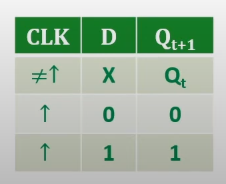 CLK D Qt+1
≠↑ X Qt
↑ 0 0
↑ 1 1